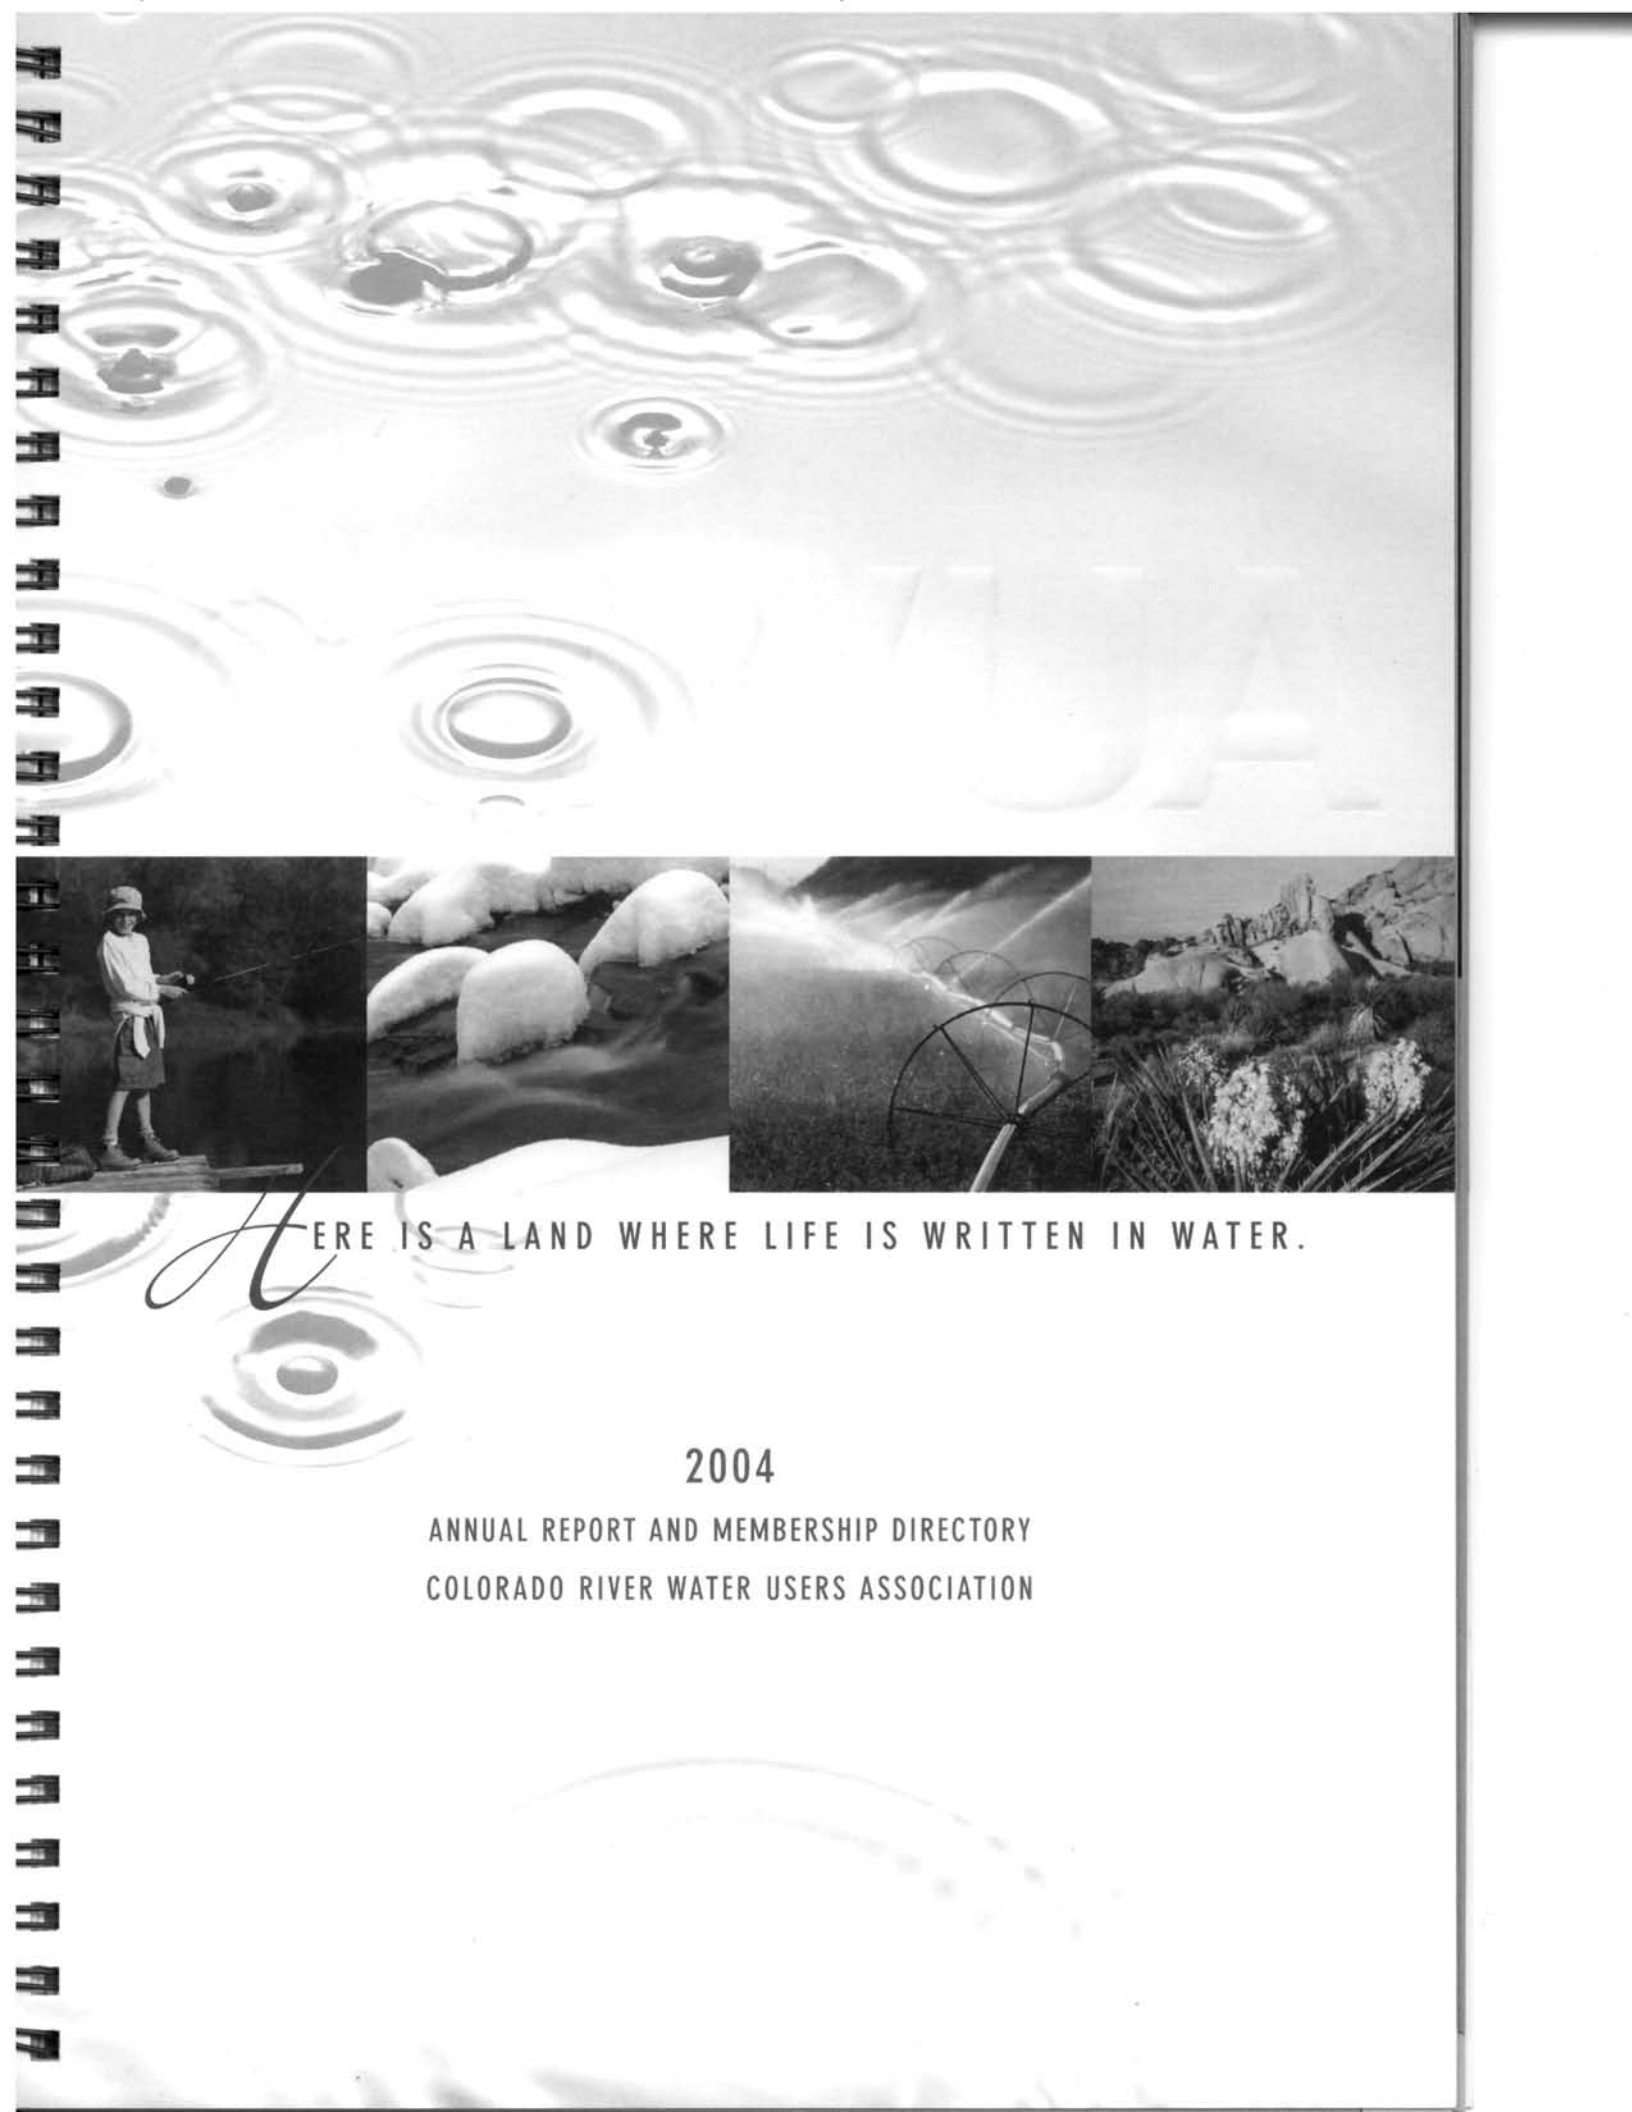 HERE IS A LAND WHERE LIFE IS WRITTEN IN WATER.
2004
ANNUAL REPORT AND MEMBERSHIP DIRECTORY
COLORADO RIVER WATER USERS ASSOCIATION